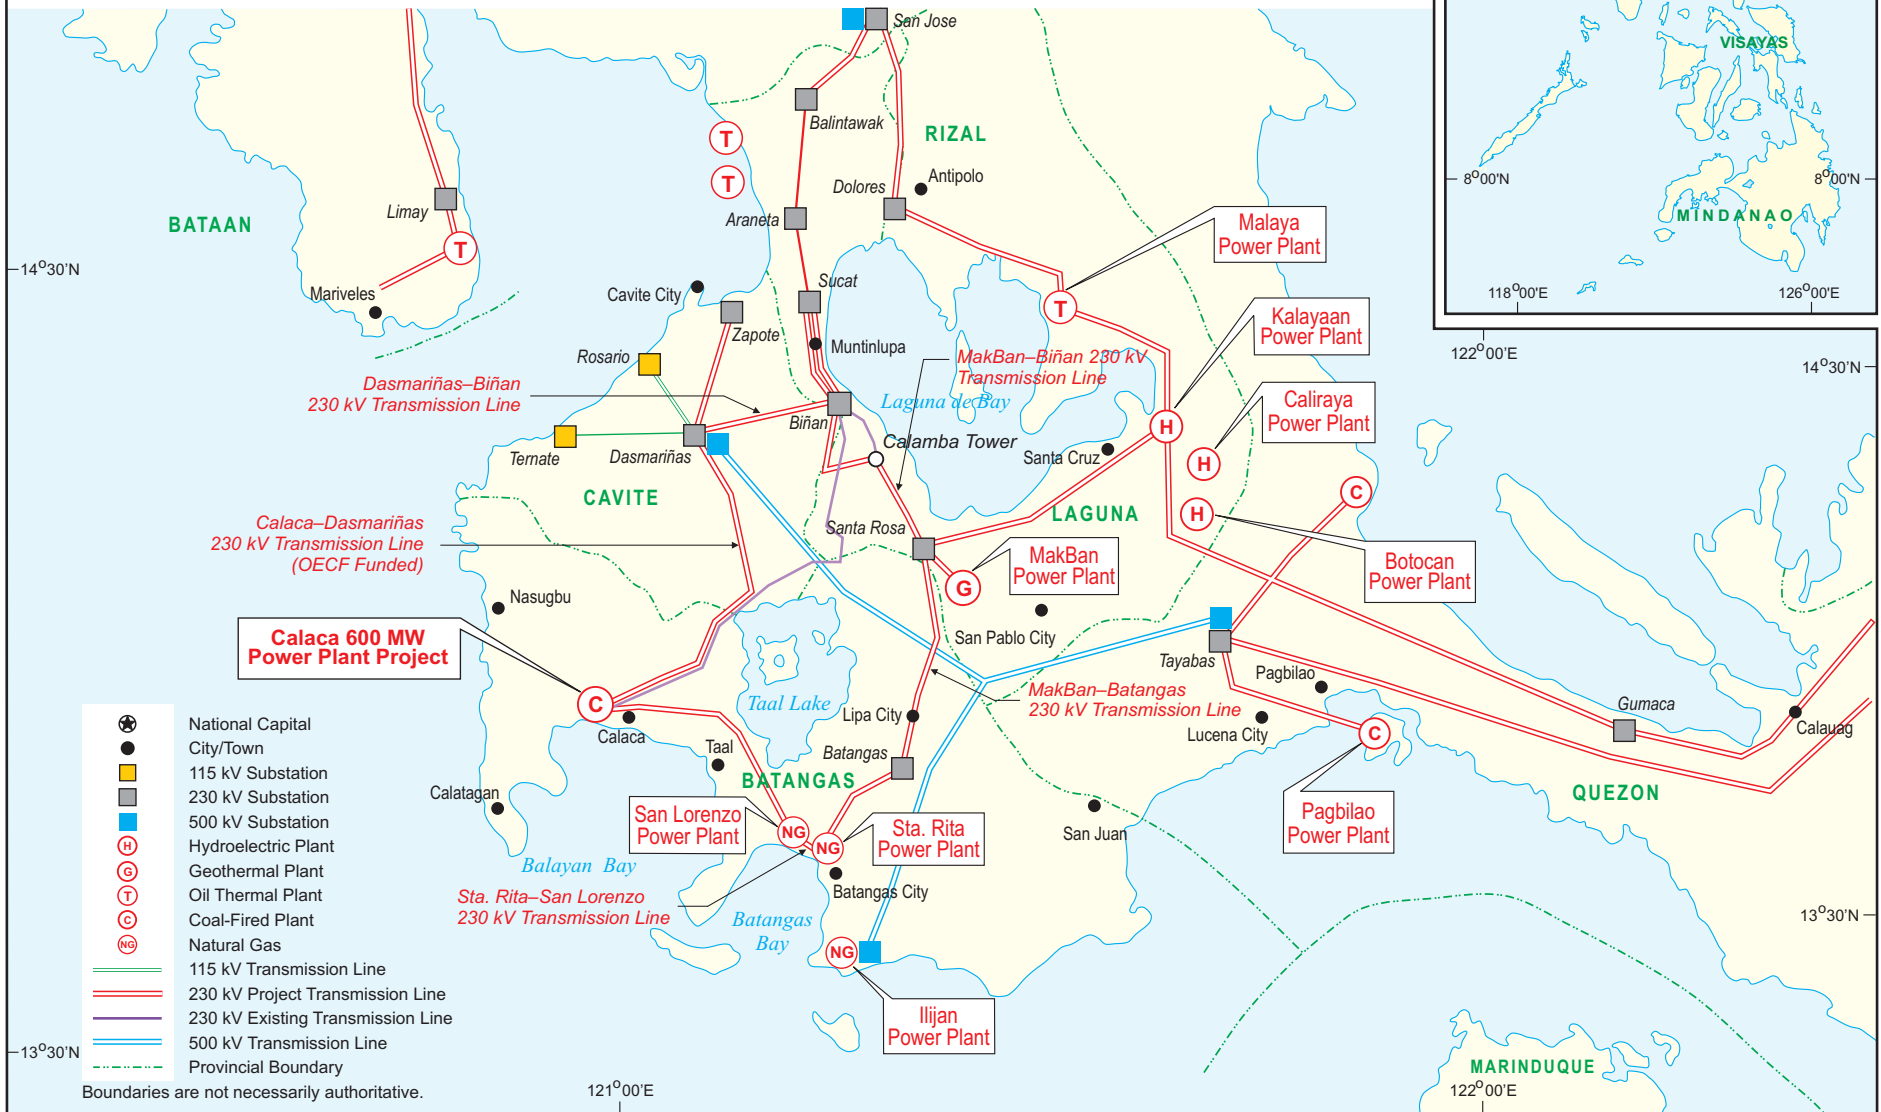 San Jose
VISAYAS
Balintawak
RIZAL
T
Antipolo
8°00'N
8°00'N
Dolores
T
Limay
Araneta
MINDANAO
BATAAN
Malaya
Power Plant
T
14°30'N
Sucat
118°00'E
126°00'E
Mariveles
Cavite City
T
Kalayaan
Power Plant
Zapote
Muntinlupa
122°00'E
Rosario
MakBan–Biñan 230 kV
Transmission Line
14°30'N
Dasmariñas–Biñan
230 kV Transmission Line
Laguna de Bay
Caliraya
Power Plant
Biñan
H
Calamba Tower
Ternate
Dasmariñas
Santa Cruz
H
CAVITE
C
LAGUNA
H
Calaca–Dasmariñas
230 kV Transmission Line
(OECF Funded)
Santa Rosa
MakBan
Power Plant
Botocan
Power Plant
G
Nasugbu
Calaca 600 MW
Power Plant Project
San Pablo City
Tayabas
Pagbilao
C
Taal Lake
MakBan–Batangas
230 kV Transmission Line
Gumaca
Lipa City
Calaca
Lucena City
C
Calauag
Taal
Batangas
BATANGAS
QUEZON
Calatagan
San Lorenzo
Power Plant
NG
NG
Sta. Rita
Power Plant
Pagbilao
Power Plant
San Juan
Balayan Bay
Batangas City
Sta. Rita–San Lorenzo
230 kV Transmission Line
Batangas
Bay
13°30'N
NG
Ilijan
Power Plant
National Capital
City/Town
115 kV Substation
230 kV Substation
500 kV Substation
H Hydroelectric Plant
G Geothermal Plant
T Oil Thermal Plant
C Coal-Fired Plant
NG Natural Gas
115 kV Transmission Line
230 kV Project Transmission Line
230 kV Existing Transmission Line
500 kV Transmission Line
Provincial Boundary
13°30'N
Boundaries are not necessarily authoritative.
MARINDUQUE
121°00'E
122°00'E